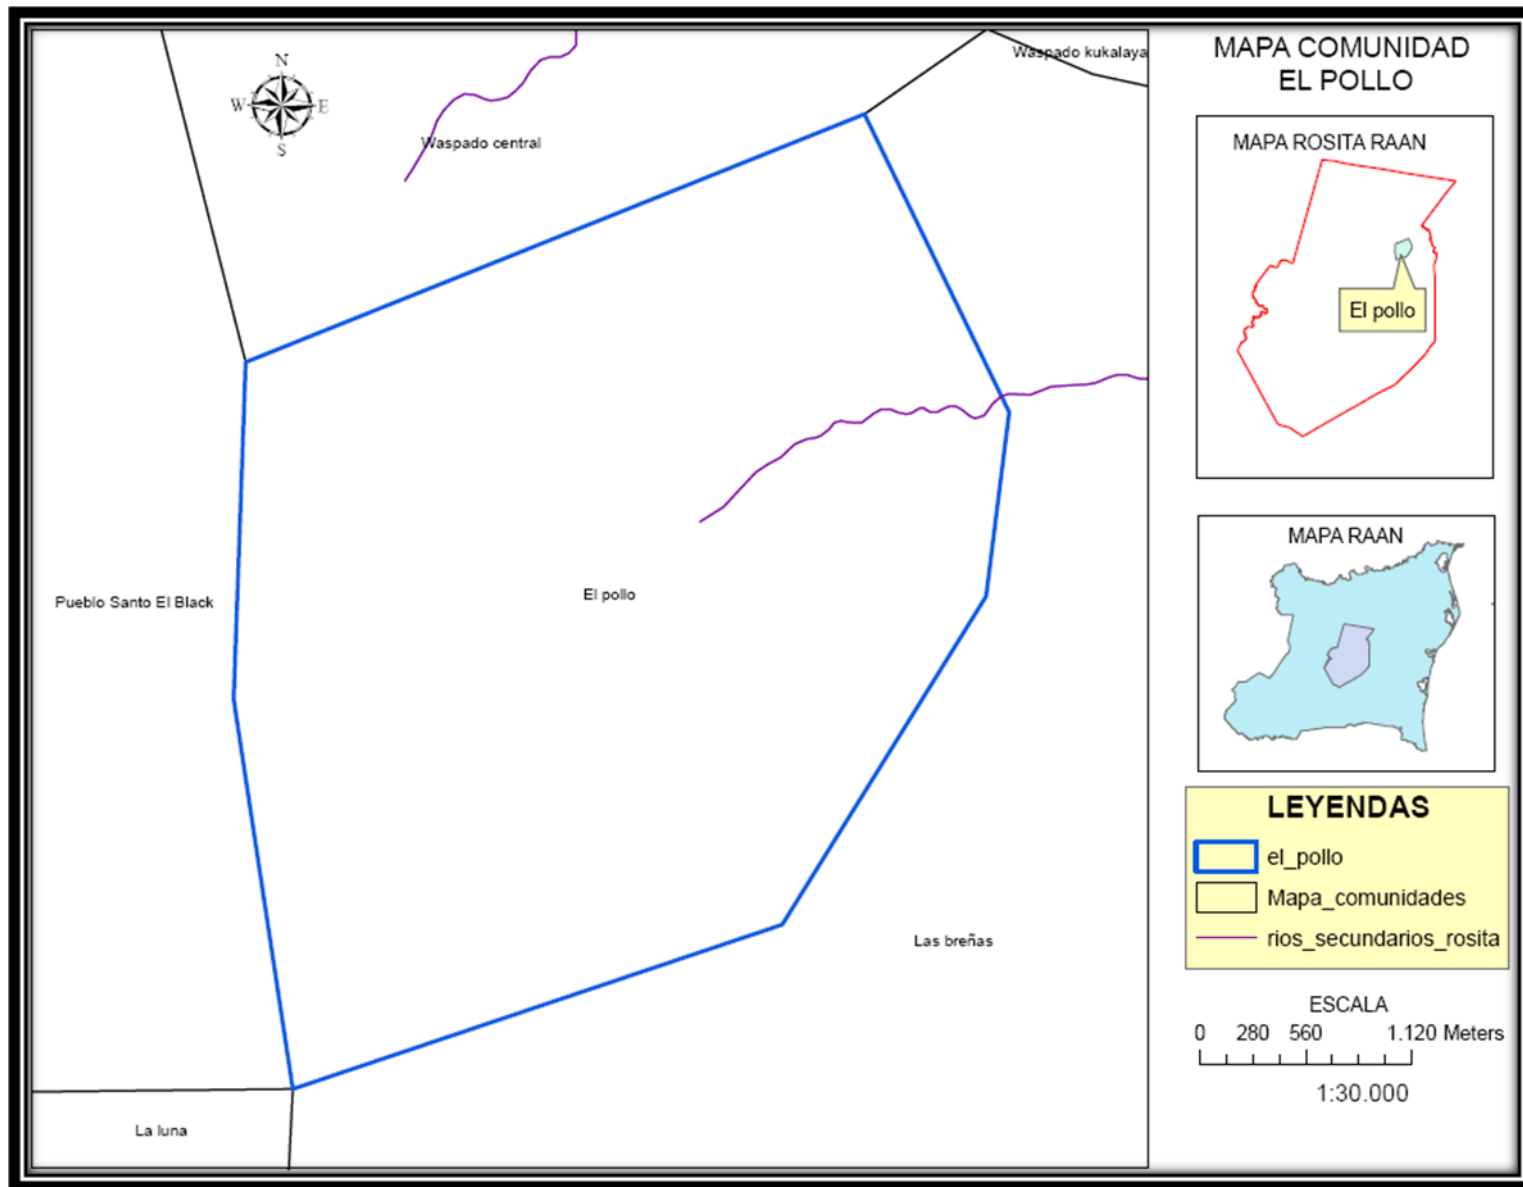 MAPA COMUNIDAD
EL POLLO
N
W E
S
Waspado kukalaya
Waspado central
Pueblo Santo El Black
El pollo
Las breñas
La luna
MAPA ROSITA RAAN
El pollo
MAPA RAAN
LEYENDAS
el_pollo
Mapa_comunidades
rios_secundarios_rosita
ESCALA
0 280 560 1.120 Meters
1:30.000